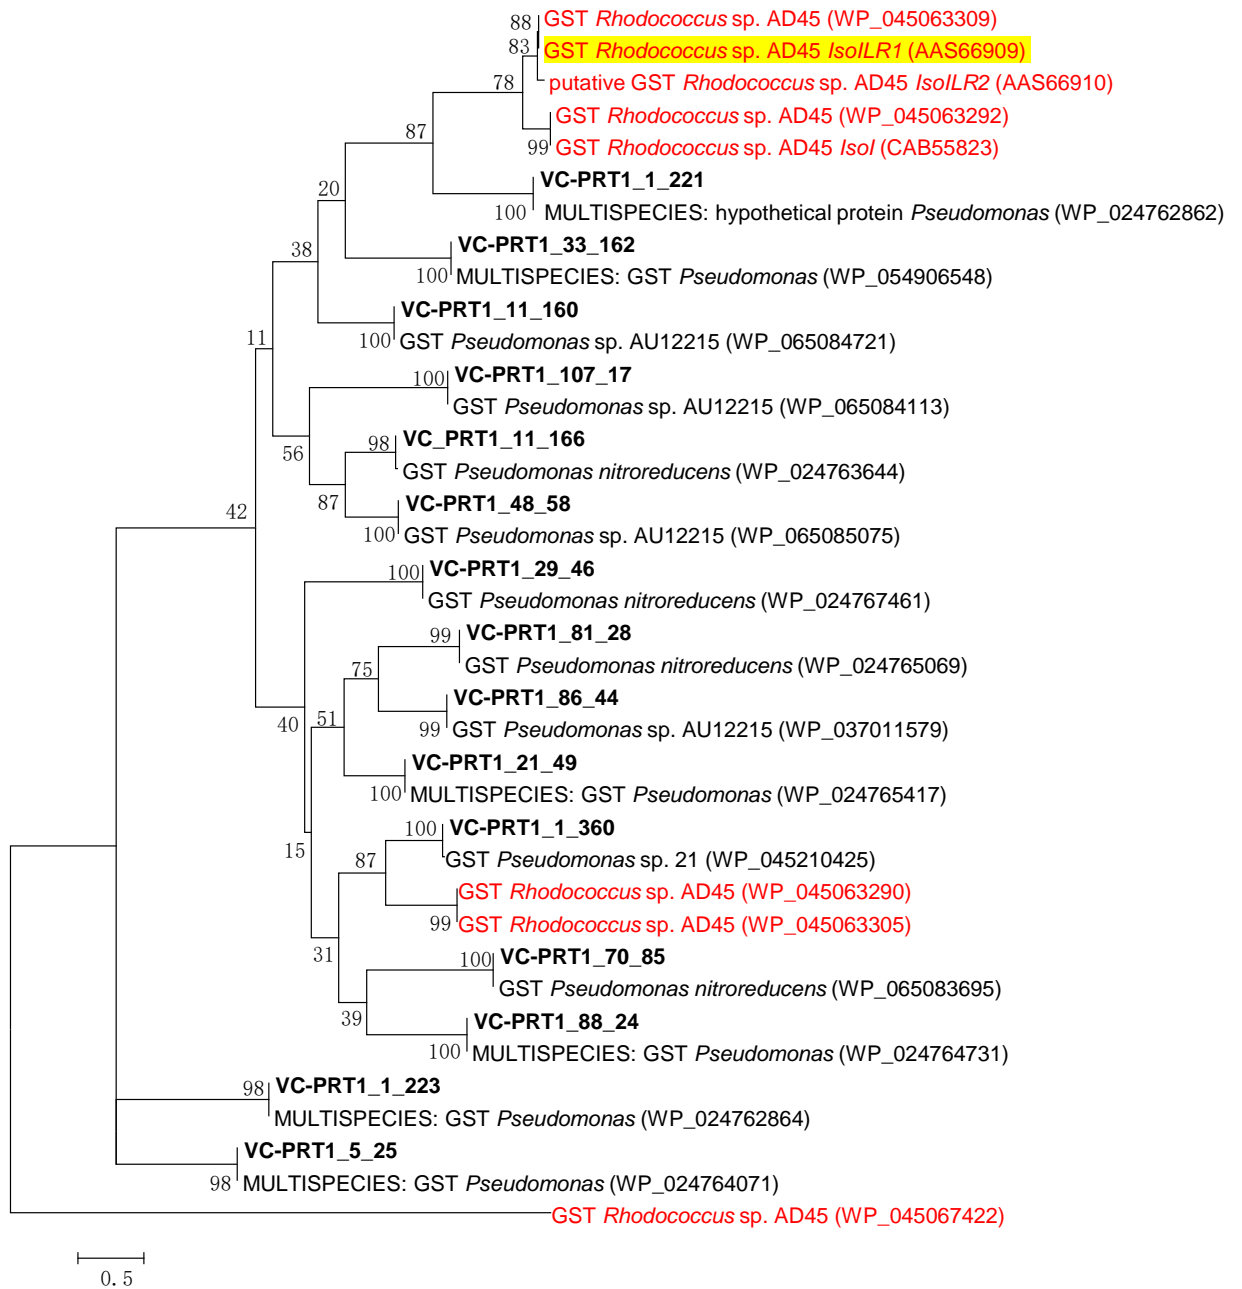 88
GST Rhodococcus sp. AD45 (WP_045063309)
83
GST Rhodococcus sp. AD45 IsoILR1 (AAS66909)
78
putative GST Rhodococcus sp. AD45 IsoILR2 (AAS66910)
GST Rhodococcus sp. AD45 (WP_045063292)
87
99
GST Rhodococcus sp. AD45 IsoI (CAB55823)
VC-PRT1_1_221
20
100
MULTISPECIES: hypothetical protein Pseudomonas (WP_024762862)
VC-PRT1_33_162
38
100
MULTISPECIES: GST Pseudomonas (WP_054906548)
VC-PRT1_11_160
11
100
GST Pseudomonas sp. AU12215 (WP_065084721)
100
VC-PRT1_107_17
GST Pseudomonas sp. AU12215 (WP_065084113)
98
VC_PRT1_11_166
56
GST Pseudomonas nitroreducens (WP_024763644)
87
VC-PRT1_48_58
42
100
GST Pseudomonas sp. AU12215 (WP_065085075)
100
VC-PRT1_29_46
GST Pseudomonas nitroreducens (WP_024767461)
99
VC-PRT1_81_28
75
GST Pseudomonas nitroreducens (WP_024765069)
VC-PRT1_86_44
40
51
99
GST Pseudomonas sp. AU12215 (WP_037011579)
VC-PRT1_21_49
100
MULTISPECIES: GST Pseudomonas (WP_024765417)
100
VC-PRT1_1_360
15
87
GST Pseudomonas sp. 21 (WP_045210425)
GST Rhodococcus sp. AD45 (WP_045063290)
99
GST Rhodococcus sp. AD45 (WP_045063305)
31
100
VC-PRT1_70_85
GST Pseudomonas nitroreducens (WP_065083695)
39
VC-PRT1_88_24
100
MULTISPECIES: GST Pseudomonas (WP_024764731)
98
VC-PRT1_1_223
MULTISPECIES: GST Pseudomonas (WP_024762864)
VC-PRT1_5_25
98
MULTISPECIES: GST Pseudomonas (WP_024764071)
GST Rhodococcus sp. AD45 (WP_045067422)
0.5